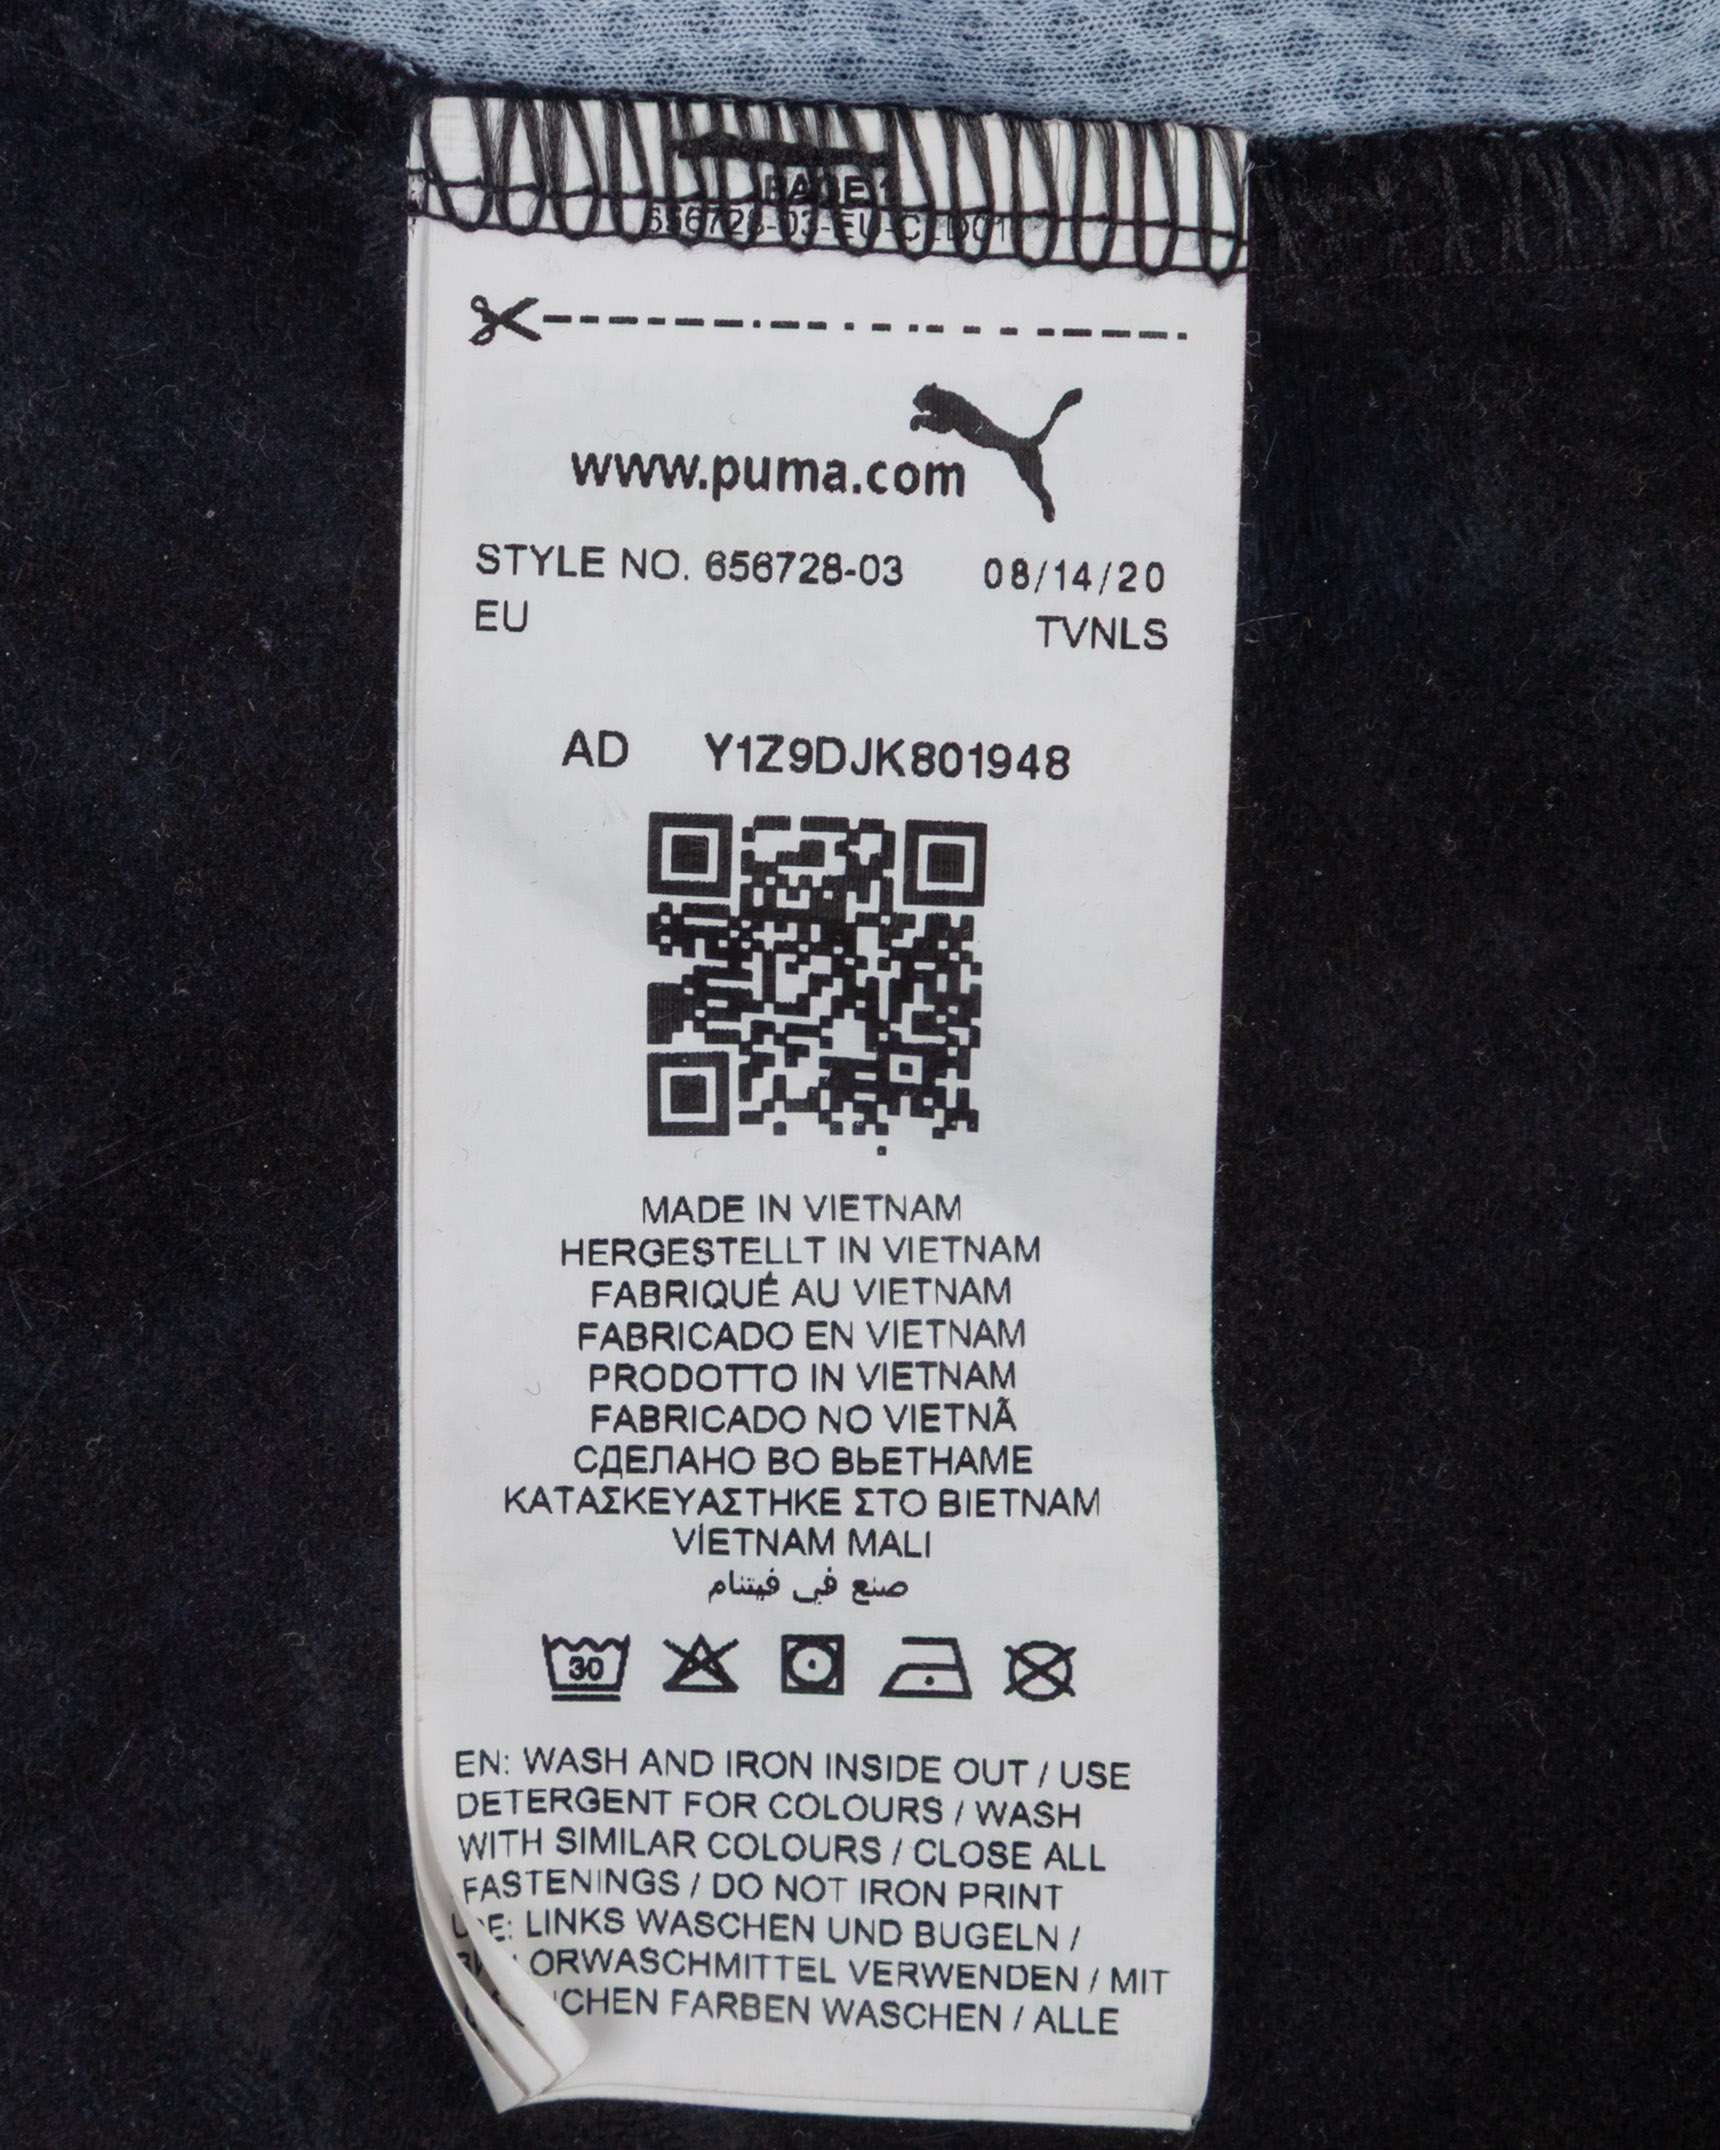 PAGE 1
656728-03-EU-CLD01
www.puma.com
STYLE NO. 656728-03 08/14/20
EU TVNLS
AD Y1Z9DJK801948
MADE IN VIETNAM
HERGESTELLT IN VIETNAM
FABRIQUÉ AU VIETNAM
FABRICADO EN VIETNAM
PRODOTTO IN VIETNAM
FABRICADO NO VIETNÃ
СДЕЛАНО ВО ВЬЕТНАМЕ
ΚΑΤΑΣΚΕΥΑΣΤΗΚΕ ΣΤΟ ΒΙΕΤΝΑΜ
VİETNAM MALI
صنع في فيتنام
30
EN: WASH AND IRON INSIDE OUT / USE
DETERGENT FOR COLOURS / WASH
WITH SIMILAR COLOURS / CLOSE ALL
FASTENINGS / DO NOT IRON PRINT
LINKS WASCHEN UND BUGELN /
ORWASCHMITTEL VERWENDEN / MIT
ICHEN FARBEN WASCHEN / ALLE